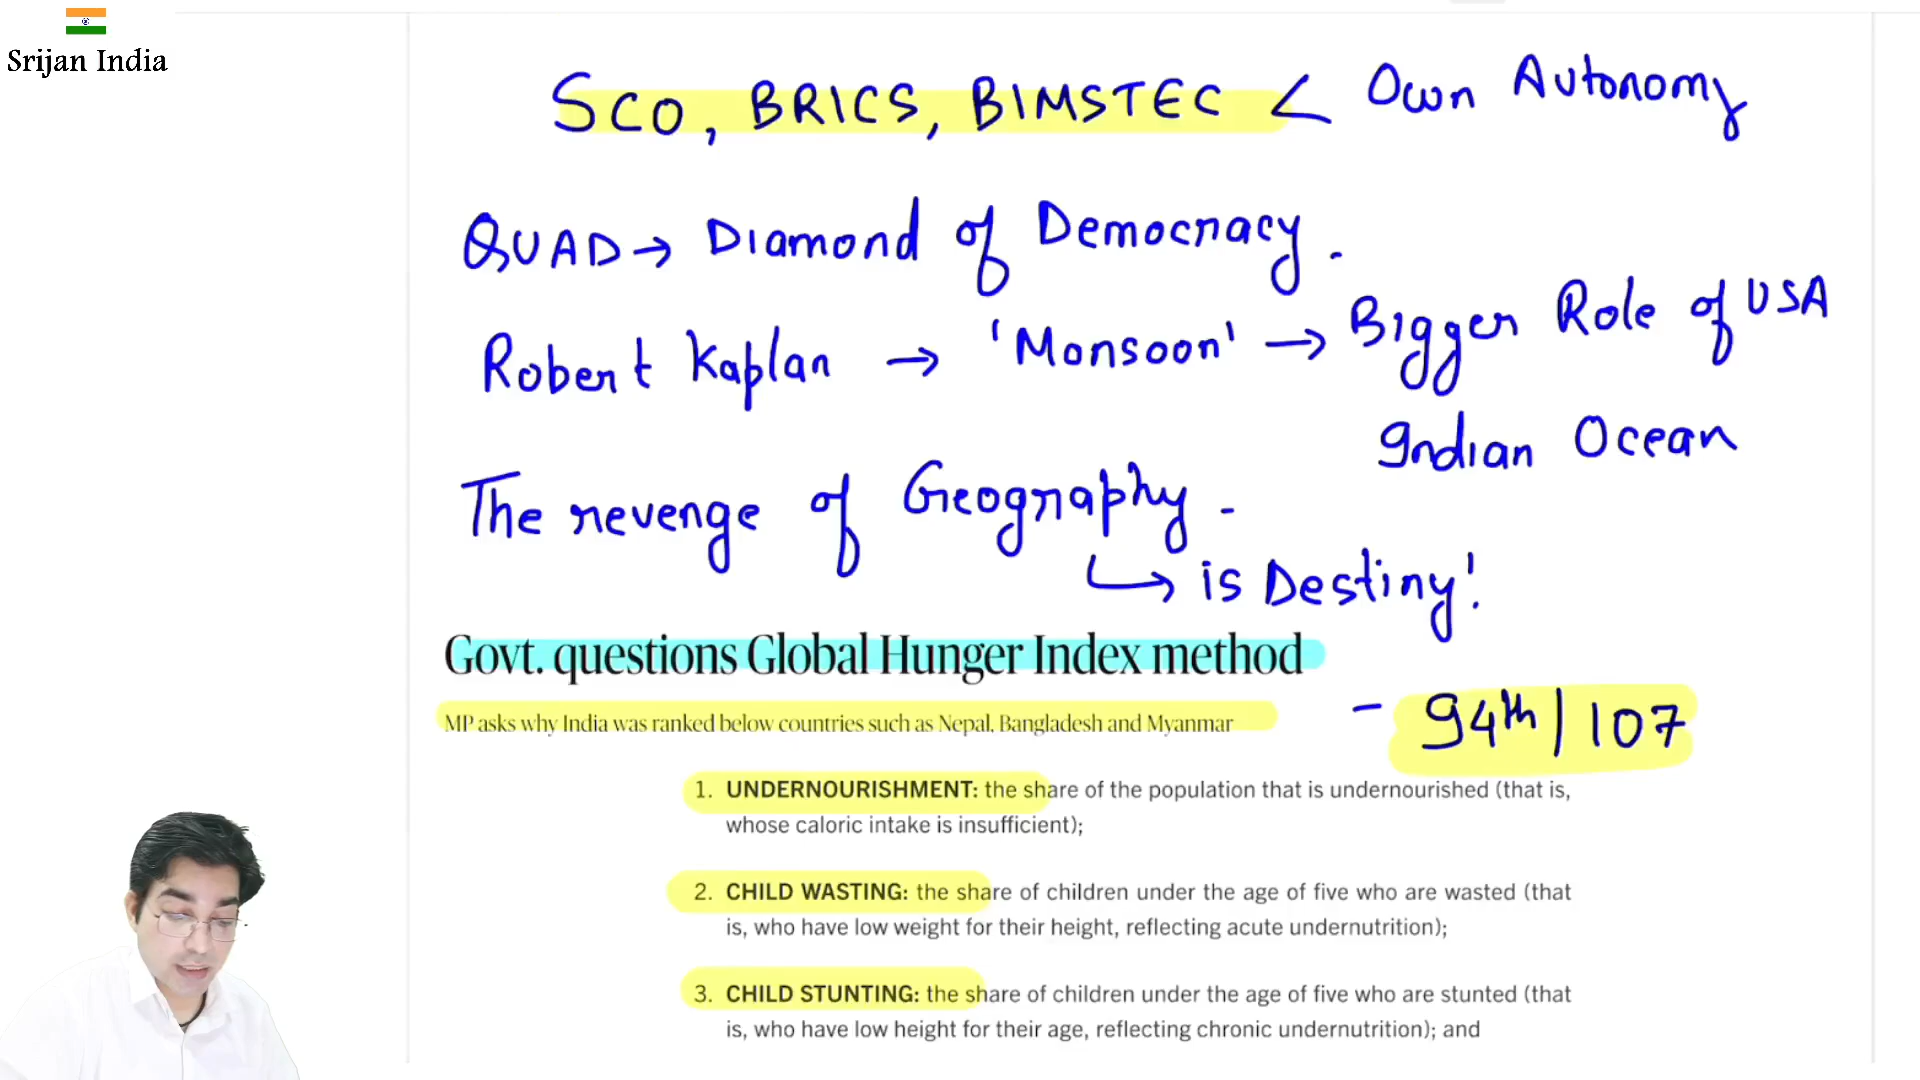 Srijan India
SCO, BRICS, BIMSTEC < Own Autonomy
QUAD → Diamond of Democracy.
Robert Kaplan → 'Monsoon' → Bigger Role of USA
Indian Ocean
The revenge of Geography.
↳ is Destiny!
Govt. questions Global Hunger Index method
MP asks why India was ranked below countries such as Nepal, Bangladesh and Myanmar
- 94th | 107
1. UNDERNOURISHMENT: the share of the population that is undernourished (that is,
whose caloric intake is insufficient);
2. CHILD WASTING: the share of children under the age of five who are wasted (that
is, who have low weight for their height, reflecting acute undernutrition);
3. CHILD STUNTING: the share of children under the age of five who are stunted (that
is, who have low height for their age, reflecting chronic undernutrition); and